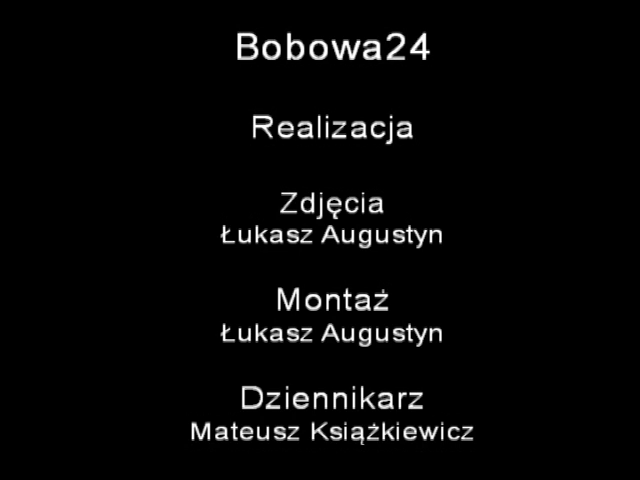 Bobowa24
Realizacja
Zdjęcia
Łukasz Augustyn
Montaż
Łukasz Augustyn
Dziennikarz
Mateusz Książkiewicz